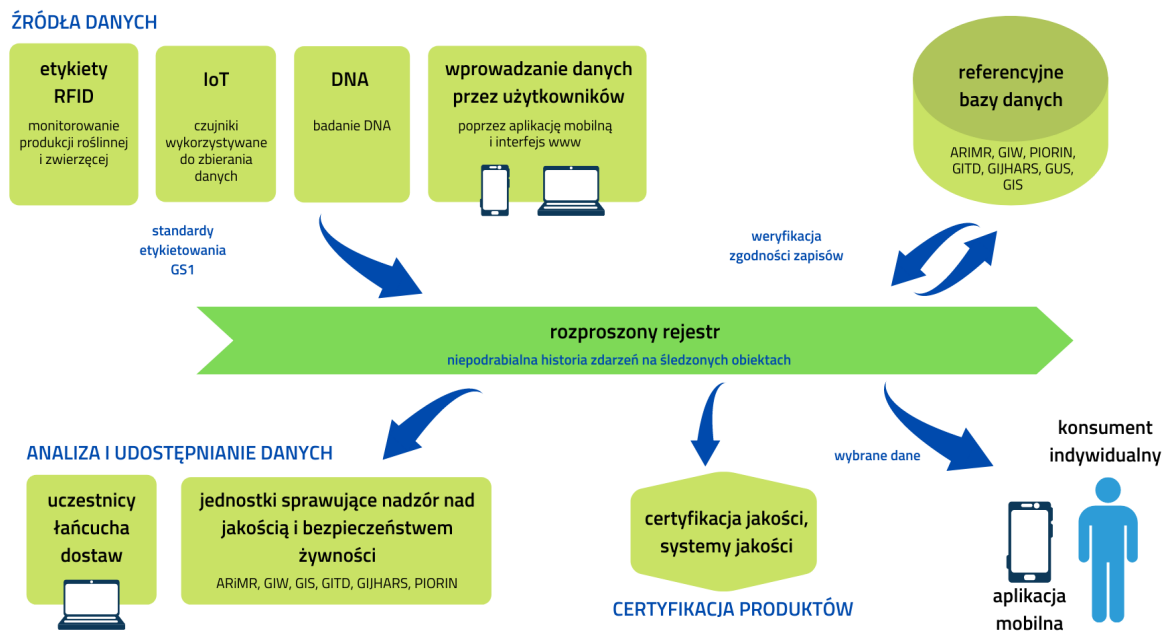 ŹRÓDŁA DANYCH
etykiety
RFID
monitorowanie
produkcji roślinnej
i zwierzęcej
IoT
czujniki
wykorzystywane
do zbierania
danych
DNA
badanie DNA
wprowadzanie danych
przez użytkowników
poprzez aplikację mobilną
i interfejs www
referencyjne
bazy danych
ARIMR, GIW, PIORIN,
GITD, GIJHARS, GUS,
GIS
standardy
etykietowania
GS1
weryfikacja
zgodności zapisów
rozproszony rejestr
niepodrabialna historia zdarzeń na śledzonych obiektach
ANALIZA I UDOSTĘPNIANIE DANYCH
uczestnicy
łańcucha
dostaw
jednostki sprawujące nadzór nad
jakością i bezpieczeństwem
żywności
ARiMR, GIW, GIS, GITD, GIJHARS, PIORIN
certyfikacja jakości,
systemy jakości
CERTYFIKACJA PRODUKTÓW
wybrane dane
konsument
indywidualny
aplikacja
mobilna